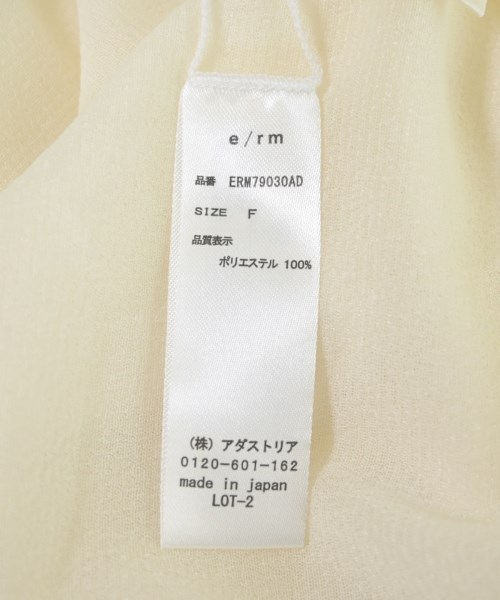 e/rm
品番 ERM79030AD
SIZE F
品質表示
ポリエステル 100%
(株) アダストリア
0120-601-162
made in japan
LOT-2